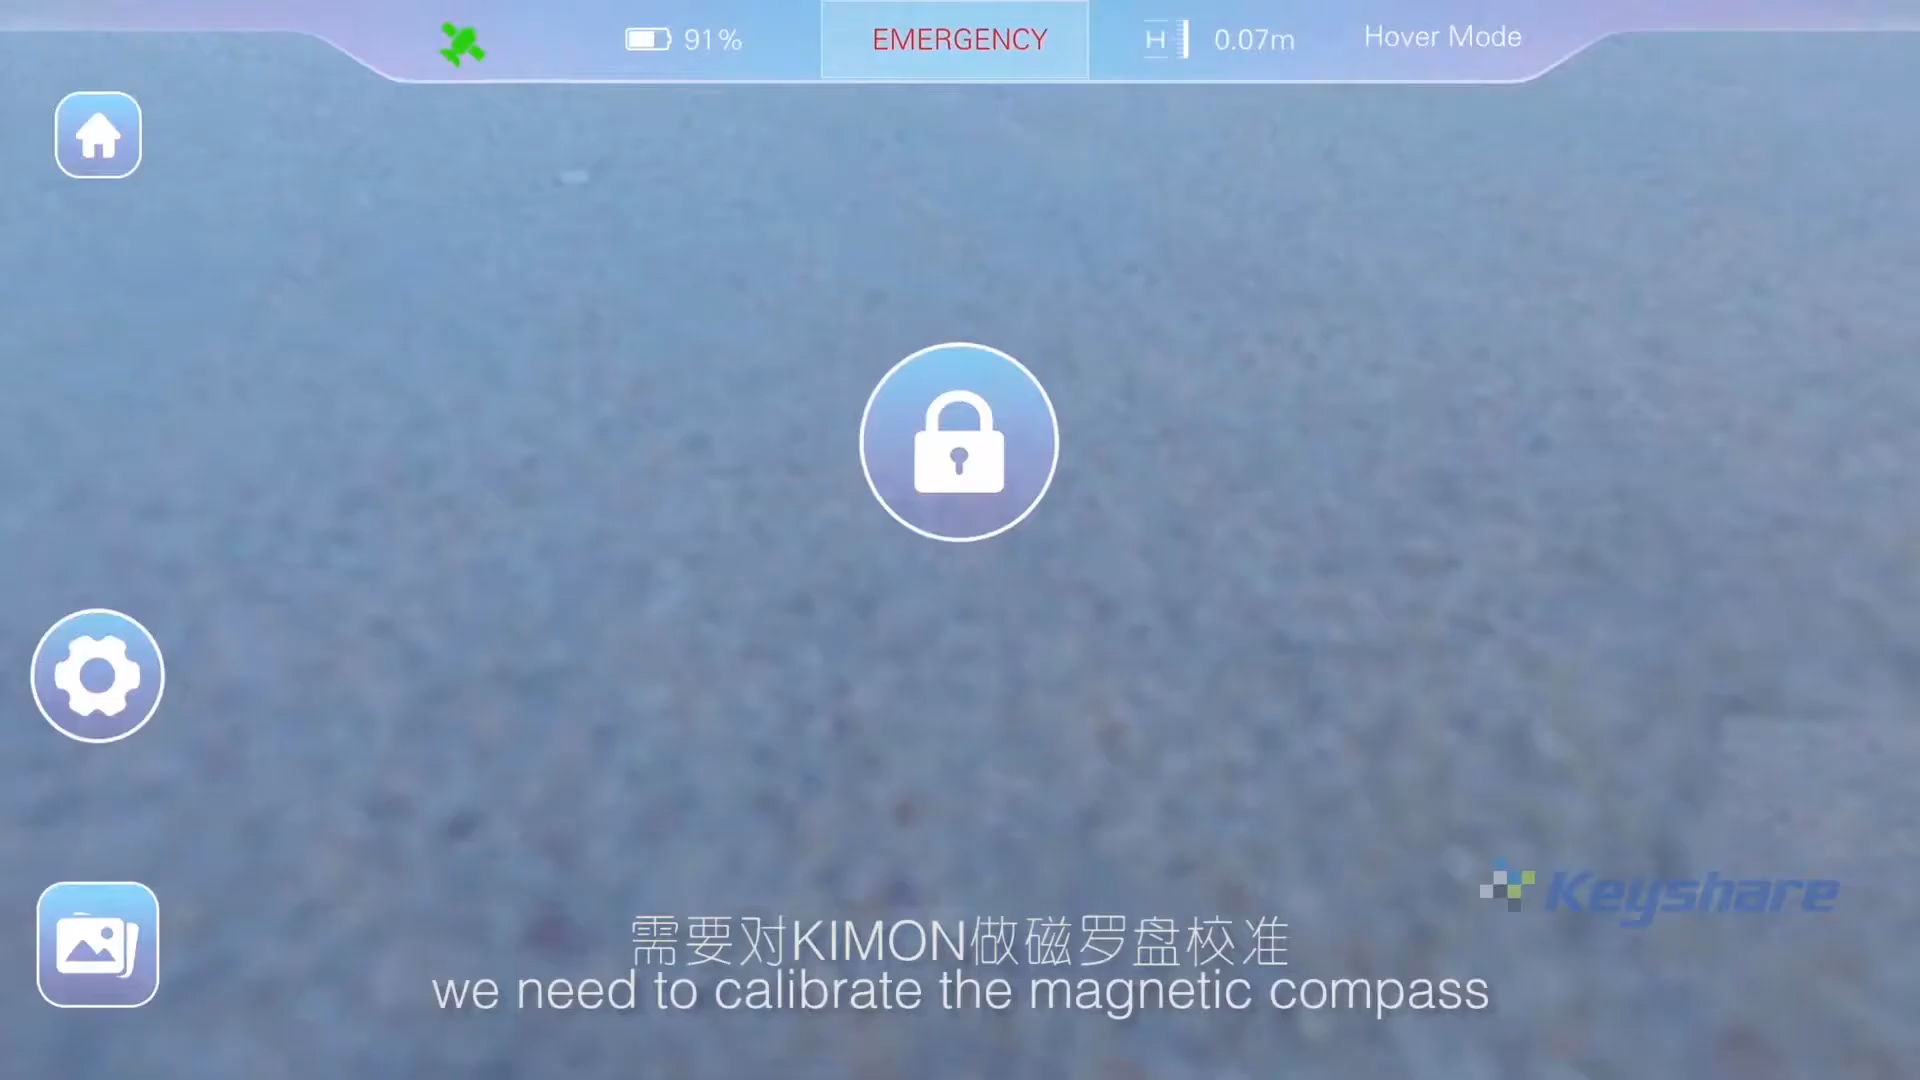 91%
EMERGENCY
H
0.07m
Hover Mode
Keyshare
需要对KIMON做磁罗盘校准
we need to calibrate the magnetic compass